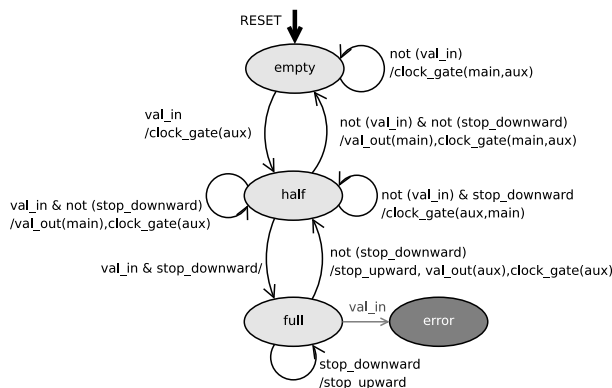 RESET
empty
not (val_in)
/clock_gate(main,aux)
val_in
/clock_gate(aux)
not (val_in) & not (stop_downward)
/val_out(main),clock_gate(main,aux)
val_in & not (stop_downward)
/val_out(main),clock_gate(aux)
half
not (val_in) & stop_downward
/clock_gate(aux,main)
val_in & stop_downward/
not (stop_downward)
/stop_upward, val_out(aux),clock_gate(aux)
full
val_in
error
stop_downward
/stop_upward